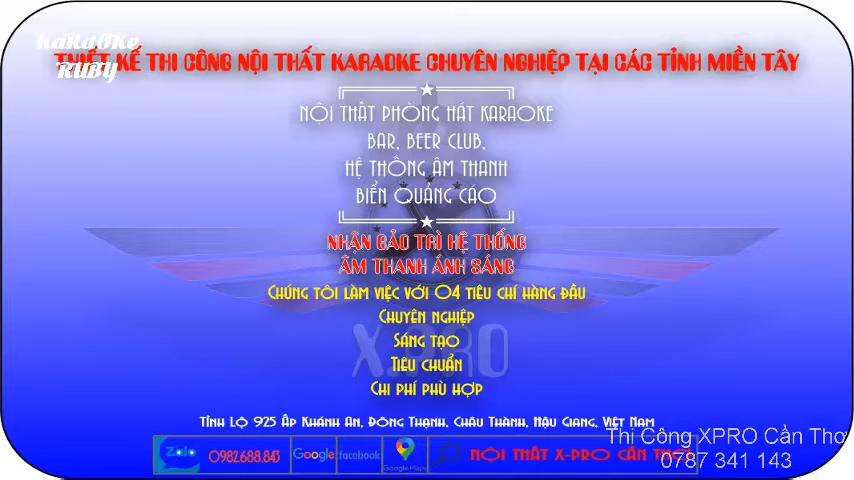 KaRaOKe
RUBY
THIẾT KẾ THI CÔNG NỘI THẤT KARAOKE CHUYÊN NGHIỆP TẠI CÁC TỈNH MIỀN TÂY
NỘI THẤT PHÒNG HÁT KARAOKE
BAR, BEER CLUB,
HỆ THỐNG ÂM THANH
BIỂN QUẢNG CÁO
NHẬN BẢO TRÌ HỆ THỐNG
ÂM THANH ÁNH SÁNG
CHÚNG TÔI LÀM VIỆC VỚI 04 TIÊU CHÍ HÀNG ĐẦU
CHUYÊN NGHIỆP
SÁNG TẠO
X.PRO
TIÊU CHUẨN
CHI PHÍ PHÙ HỢP
TỈNH LỘ 925 ẤP KHÁNH AN, ĐÔNG THẠNH, CHÂU THÀNH, HẬU GIANG, VIỆT NAM
Thi Công XPRO Cần Thơ
0787 341 143
Zalo 0982.688.843 Google facebook Google Maps NỘI THẤT X-PRO CẦN THƠ